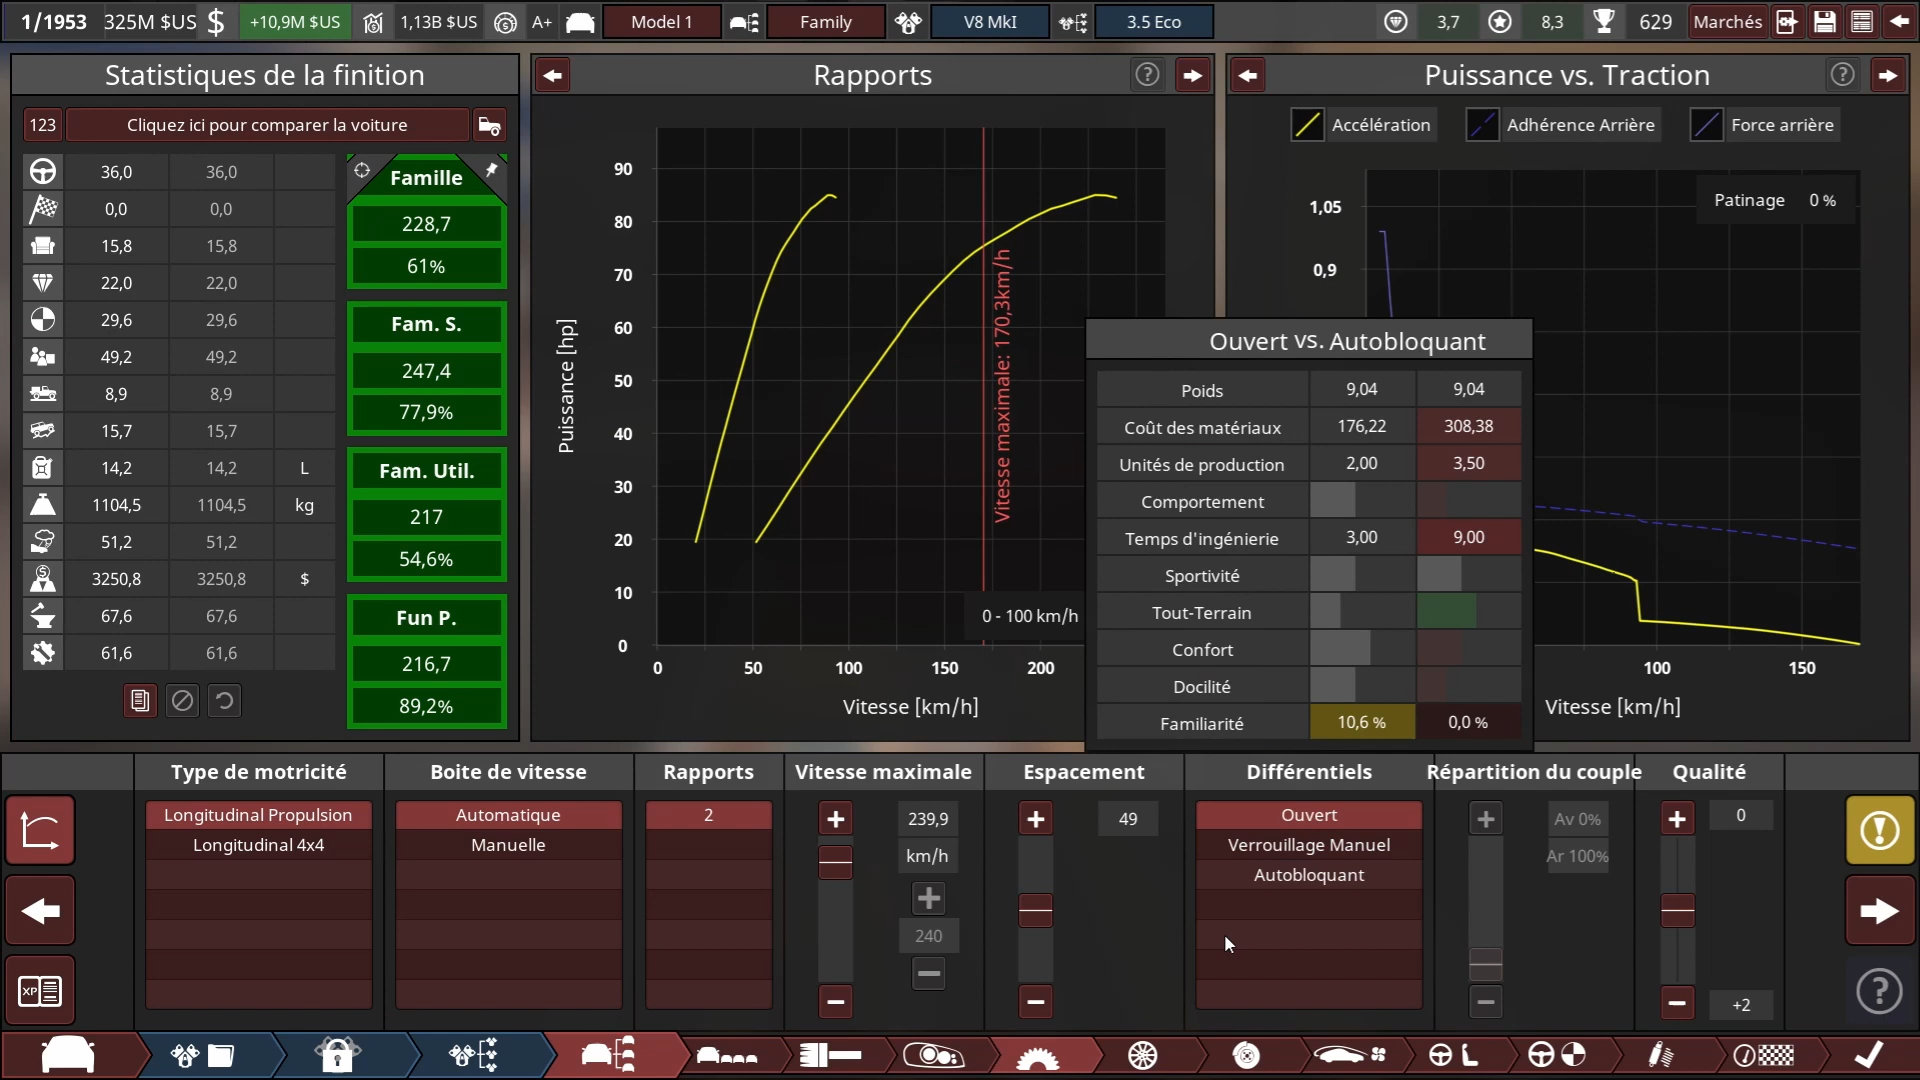 1/1953 325M $US +10,9M $US 1,13B $US A+ Model 1 Family V8 MkI 3.5 Eco 3,7 8,3 629 Marchés
Statistiques de la finition
123 Cliquez ici pour comparer la voiture
36,0 36,0
0,0 0,0
15,8 15,8
22,0 22,0
29,6 29,6
49,2 49,2
8,9 8,9
15,7 15,7
14,2 14,2 L
1104,5 1104,5 kg
51,2 51,2
3250,8 3250,8 $
67,6 67,6
61,6 61,6
Famille
228,7
61%
Fam. S.
247,4
77,9%
Fam. Util.
217
54,6%
Fun P.
216,7
89,2%
Rapports
?
90
80
70
60
50
40
30
20
10
0
Puissance [hp]
Vitesse maximale: 170,3km/h
0 - 100 km/h
0 50 100 150 200
Vitesse [km/h]
Puissance vs. Traction
?
Accélération Adhérence Arrière Force arrière
Patinage 0 %
1,05
0,9
100 150
Vitesse [km/h]
Ouvert vs. Autobloquant
Poids 9,04 9,04
Coût des matériaux 176,22 308,38
Unités de production 2,00 3,50
Comportement
Temps d'ingénierie 3,00 9,00
Sportivité
Tout-Terrain
Confort
Docilité
Familiarité 10,6 % 0,0 %
Type de motricité
Longitudinal Propulsion
Longitudinal 4x4
Boite de vitesse
Automatique
Manuelle
Rapports
2
Vitesse maximale
239,9
km/h
240
Espacement
49
Différentiels
Ouvert
Verrouillage Manuel
Autobloquant
Répartition du couple
Av 0%
Ar 100%
Qualité
0
+2
XP
?